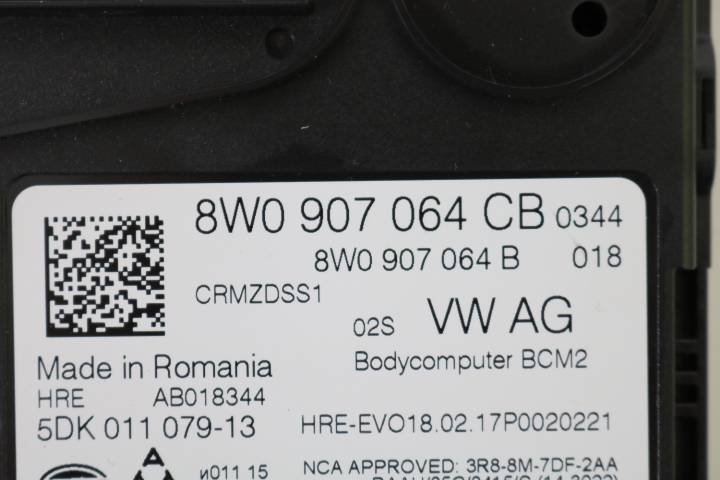 8W0 907 064 CB 0344
8W0 907 064 B 018
CRMZDSS1
02S VW AG
Bodycomputer BCM2
Made in Romania
HRE AB018344
5DK 011 079-13 HRE-EVO18.02.17P0020221
и011 15 NCA APPROVED: 3R8-8M-7DF-2AA